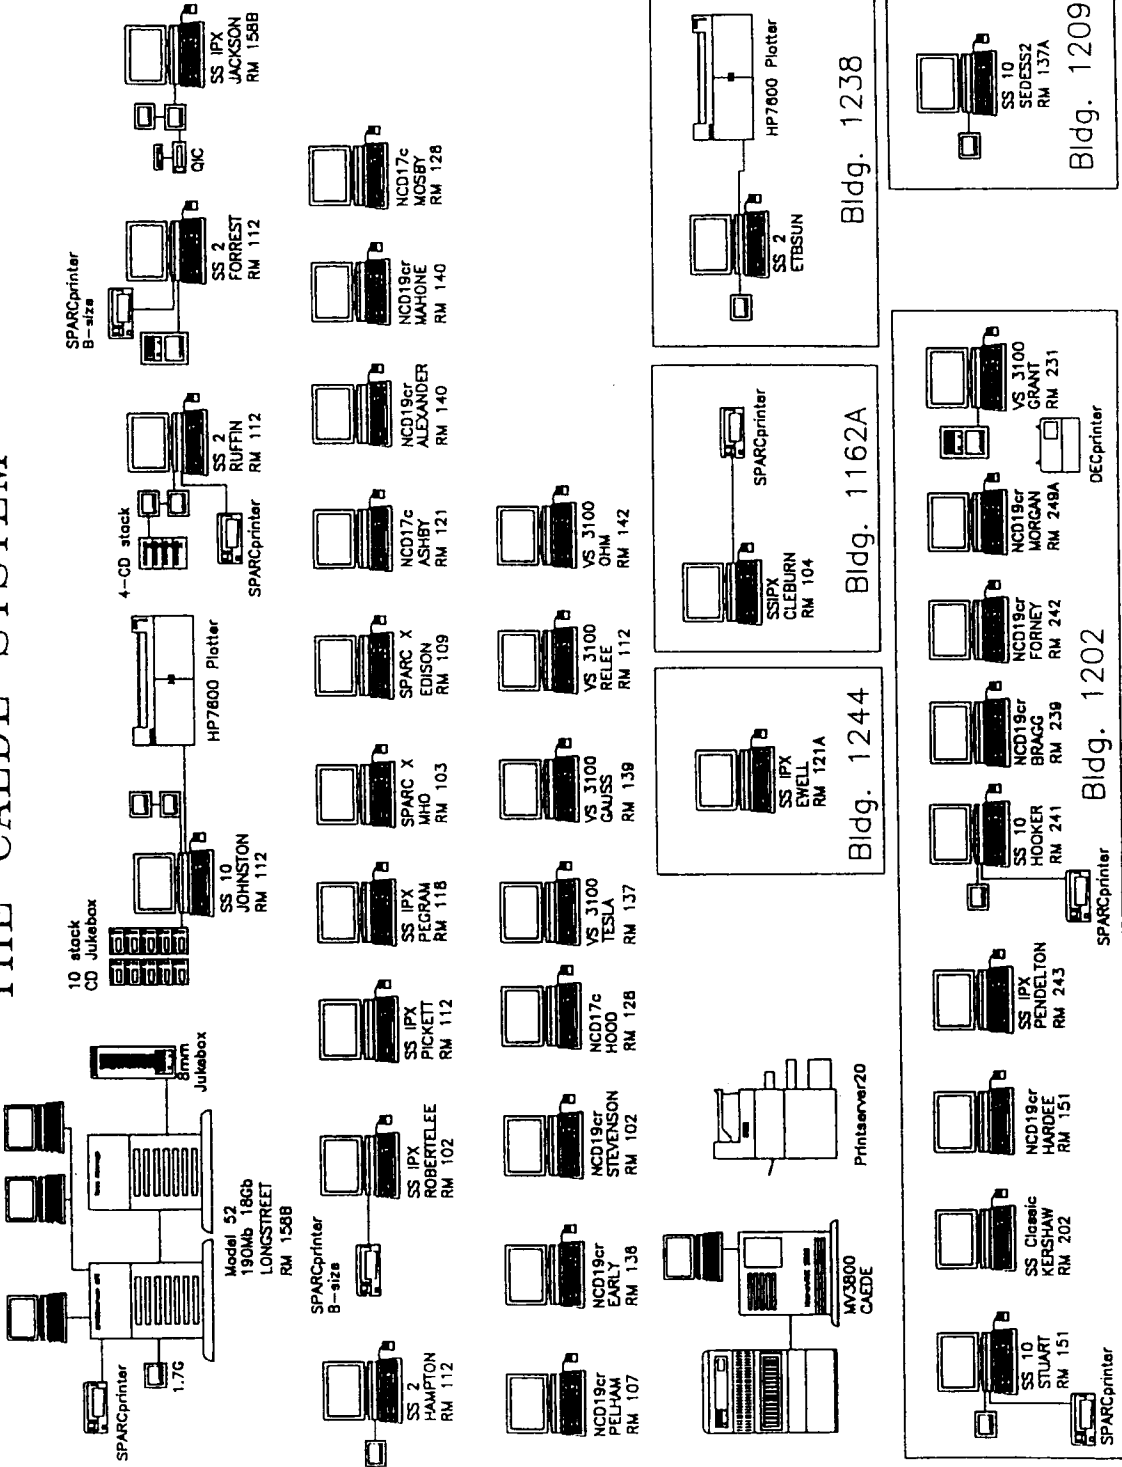 THE CAEDE SYSTEM
SPARCprinter
1.7G
Model 52
190Mb 18Gb
LONGSTREET
RM 158B
8mm
Jukebox
10 stack
CD Jukebox
SS 10
JOHNSTON
RM 112
HP7600 Plotter
4-CD stack
SPARCprinter
SS 2
RUFFIN
RM 112
SPARCprinter
B-size
SS 2
FORREST
RM 112
QIC
SS IPX
JACKSON
RM 158B
SS 2
HAMPTON
RM 112
SPARCprinter
B-size
SS IPX
ROBERTELEE
RM 102
SS IPX
PICKETT
RM 112
SS IPX
PEGRAM
RM 118
SPARC X
MHO
RM 103
SPARC X
EDISON
RM 109
NCD17c
ASHBY
RM 121
NCD19cr
ALEXANDER
RM 140
NCD19cr
MAHONE
RM 140
NCD17c
MOSBY
RM 128
NCD19cr
PELHAM
RM 107
NCD19cr
EARLY
RM 138
NCD19cr
STEVENSON
RM 102
NCD17c
HOOD
RM 128
VS 3100
TESLA
RM 137
VS 3100
GAUSS
RM 139
VS 3100
RELEE
RM 112
VS 3100
OHM
RM 142
MV3800
CAEDE
Printserver20
SS IPX
EWELL
RM 121A
Bldg. 1244
SSIPX
CLEBURN
RM 104
SPARCprinter
Bldg. 1162A
SS 2
ETBSUN
HP7600 Plotter
Bldg. 1238
SPARCprinter
SS 10
STUART
RM 151
SS Classic
KERSHAW
RM 202
NCD19cr
HARDEE
RM 151
SS IPX
PENDELTON
RM 243
SPARCprinter
SS 10
HOOKER
RM 241
NCD19cr
BRAGG
RM 239
NCD19cr
FORNEY
RM 242
NCD19cr
MORGAN
RM 249A
DECprinter
VS 3100
GRANT
RM 231
Bldg. 1202
SS 10
SEDESS2
RM 137A
Bldg. 1209